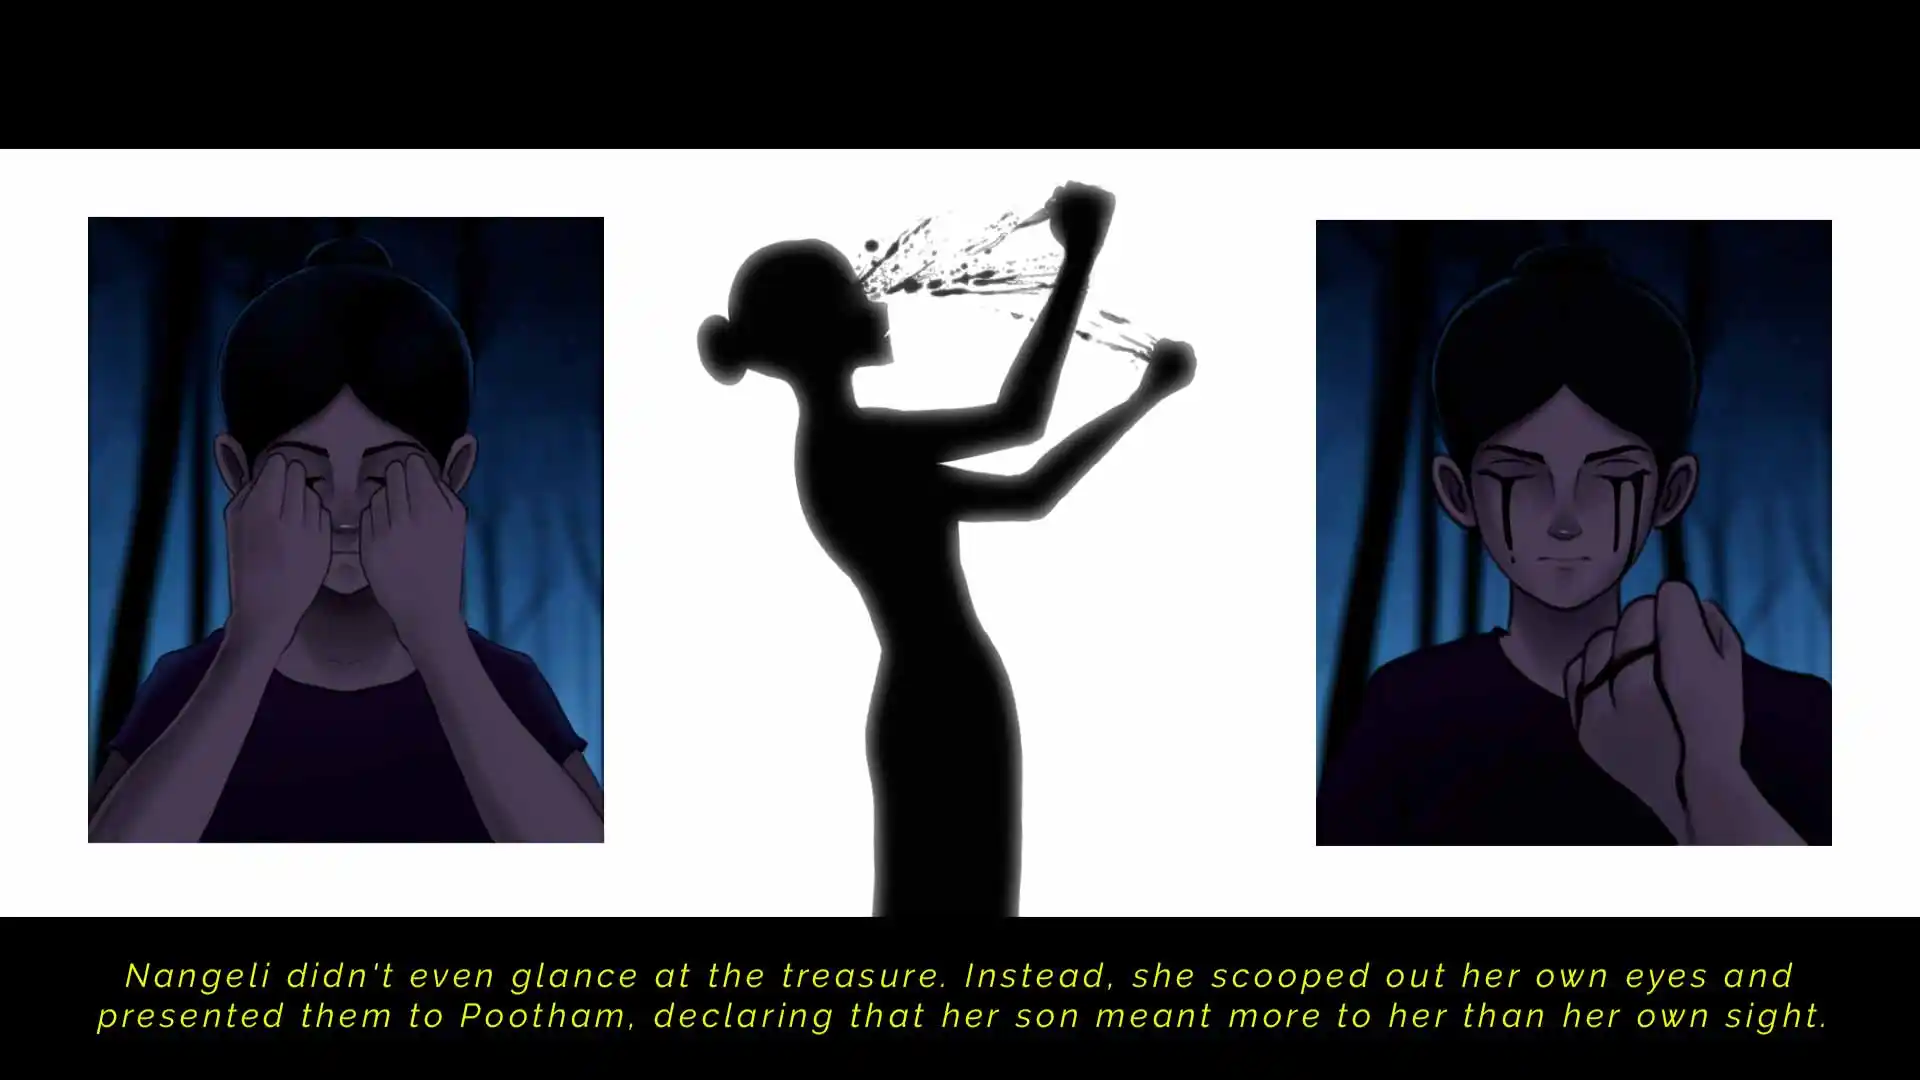 Nangeli didn't even glance at the treasure. Instead, she scooped out her own eyes and
presented them to Pootham, declaring that her son meant more to her than her own sight.